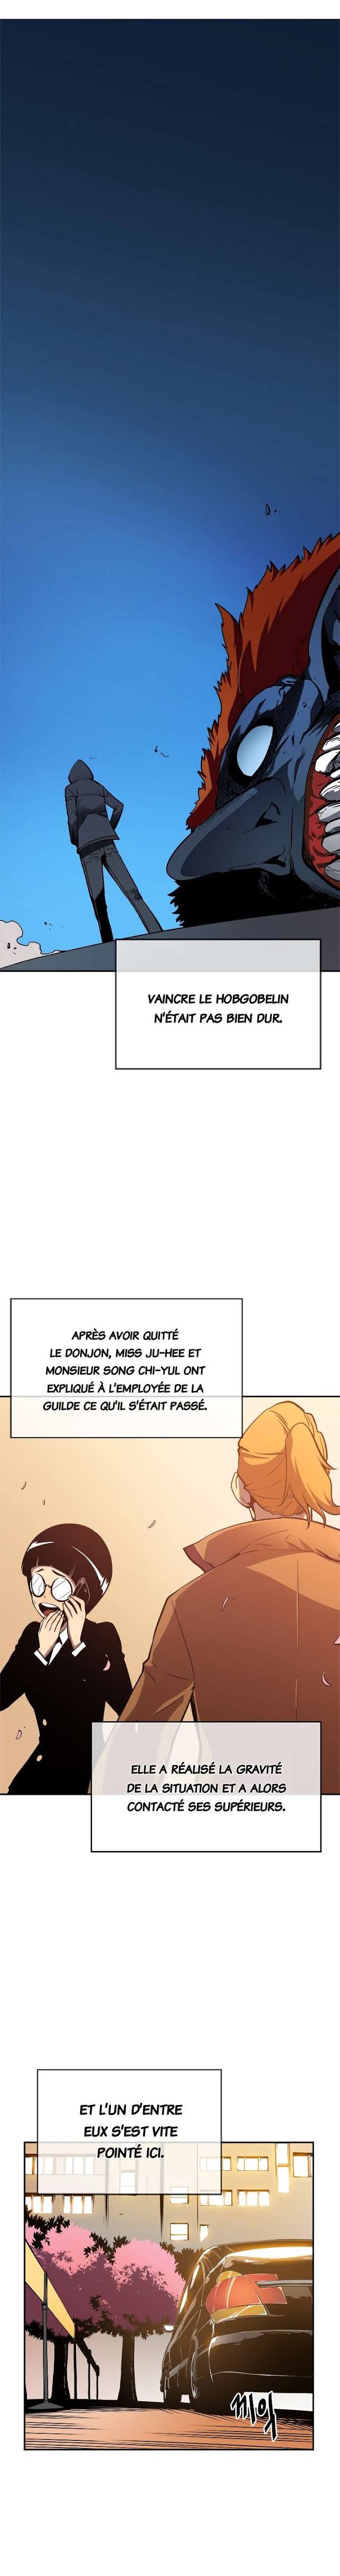 VAINCRE LE HOBGOBELIN
N'ÉTAIT PAS BIEN DUR.
APRÈS AVOIR QUITTÉ
LE DONJON, MISS JU-HEE ET
MONSIEUR SONG CHI-YUL ONT
EXPLIQUÉ À L'EMPLOYÉE DE LA
GUILDE CE QU'IL S'ÉTAIT PASSÉ.
ELLE A RÉALISÉ LA GRAVITÉ
DE LA SITUATION ET A ALORS
CONTACTÉ SES SUPÉRIEURS.
ET L'UN D'ENTRE
EUX S'EST VITE
POINTÉ ICI.
끼익